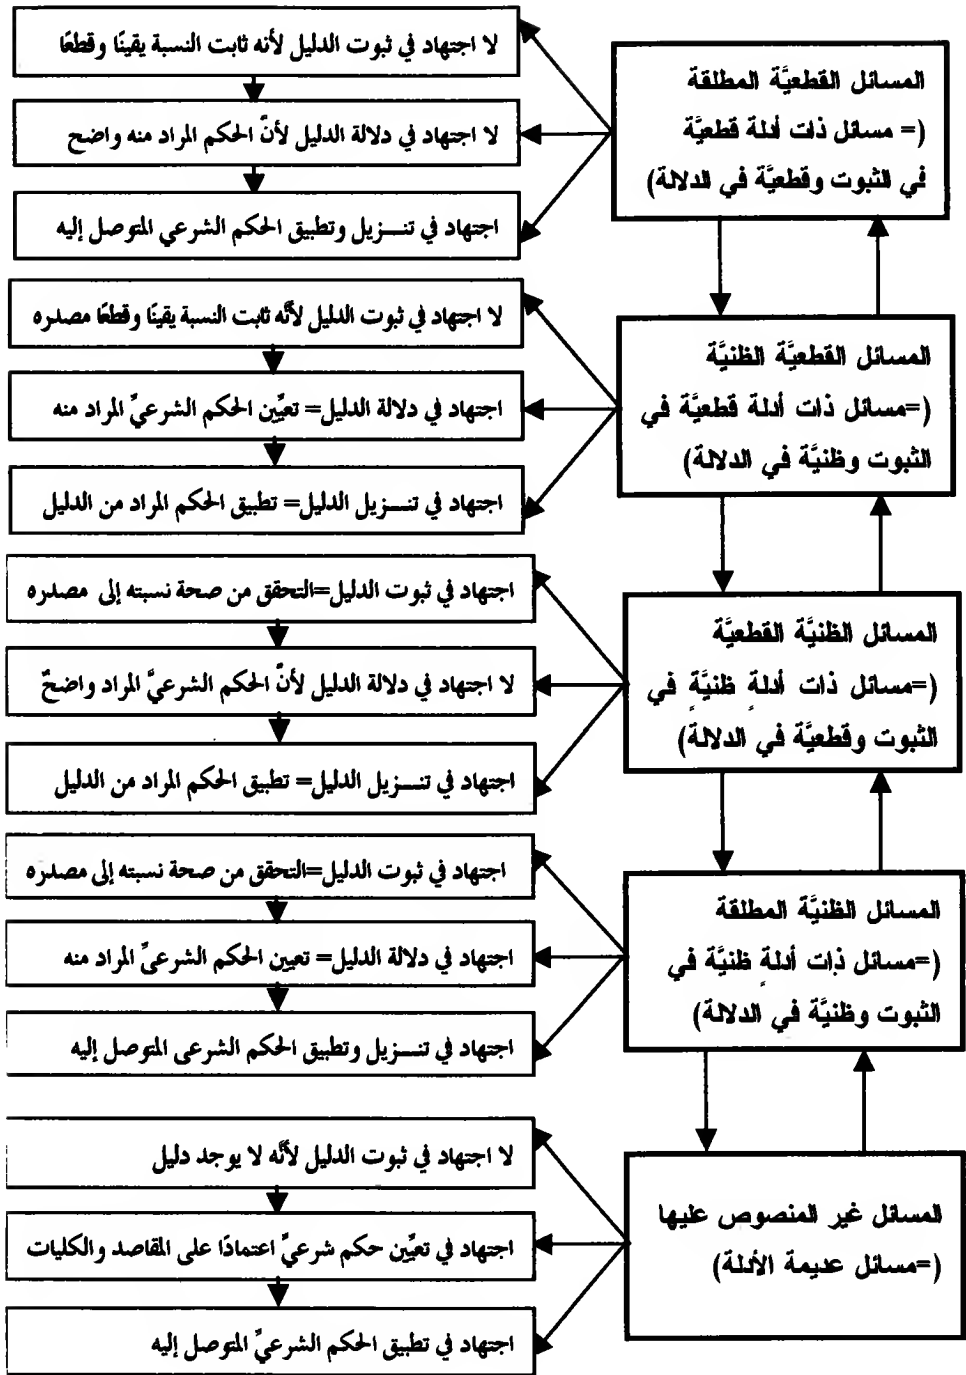 المسائل القطعيَّة المطلقة
(= مسائل ذات أدلة قطعيَّة
في الثبوت وقطعيَّة في الدلالة)
لا اجتهاد في ثبوت الدليل لأنه ثابت النسبة يقينًا وقطعًا
لا اجتهاد في دلالة الدليل لأنّ الحكم المراد منه واضح
اجتهاد في تنـزيل وتطبيق الحكم الشرعي المتوصل إليه
المسائل القطعيَّة الظنيَّة
(=مسائل ذات أدلة قطعيَّة في
الثبوت وظنيَّة في الدلالة)
لا اجتهاد في ثبوت الدليل لأنَّه ثابت النسبة يقينًا وقطعًا مصدره
اجتهاد في دلالة الدليل= تعيِّين الحكم الشرعيِّ المراد منه
اجتهاد في تنـزيل الدليل= تطبيق الحكم المراد من الدليل
المسائل الظنيَّة القطعيَّة
(=مسائل ذات أدلةٍ ظنيَّةٍ في
الثبوت وقطعيَّة في الدلالة)
اجتهاد في ثبوت الدليل=التحقق من صحة نسبته إلى مصدره
لا اجتهاد في دلالة الدليل لأنّ الحكم الشرعيَّ المراد واضحٌ
اجتهاد في تنـزيل الدليل= تطبيق الحكم المراد من الدليل
المسائل الظنيَّة المطلقة
(=مسائل ذات أدلةٍ ظنيَّة في
الثبوت وظنيَّة في الدلالة)
اجتهاد في ثبوت الدليل=التحقق من صحة نسبته إلى مصدره
اجتهاد في دلالة الدليل= تعيين الحكم الشرعيِّ المراد منه
اجتهاد في تنـزيل وتطبيق الحكم الشرعى المتوصل إليه
المسائل غير المنصوص عليها
(=مسائل عديمة الأدلة)
لا اجتهاد في ثبوت الدليل لأنَّه لا يوجد دليل
اجتهاد في تعيِّين حكم شرعيِّ اعتمادًا على المقاصد والكليات
اجتهاد في تطبيق الحكم الشرعيِّ المتوصل إليه